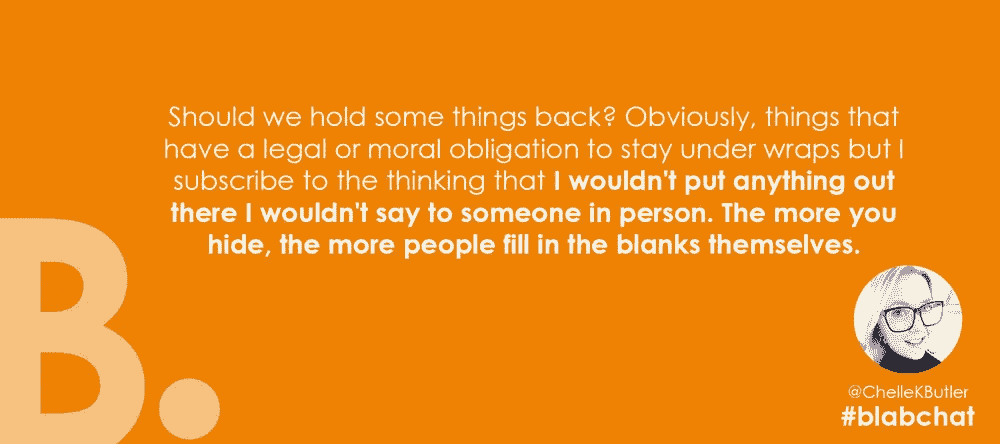 Should we hold some things back? Obviously, things that
have a legal or moral obligation to stay under wraps but I
subscribe to the thinking that I wouldn't put anything out
there I wouldn't say to someone in person. The more you
hide, the more people fill in the blanks themselves.
B.
@ChelleKButler
#blabchat